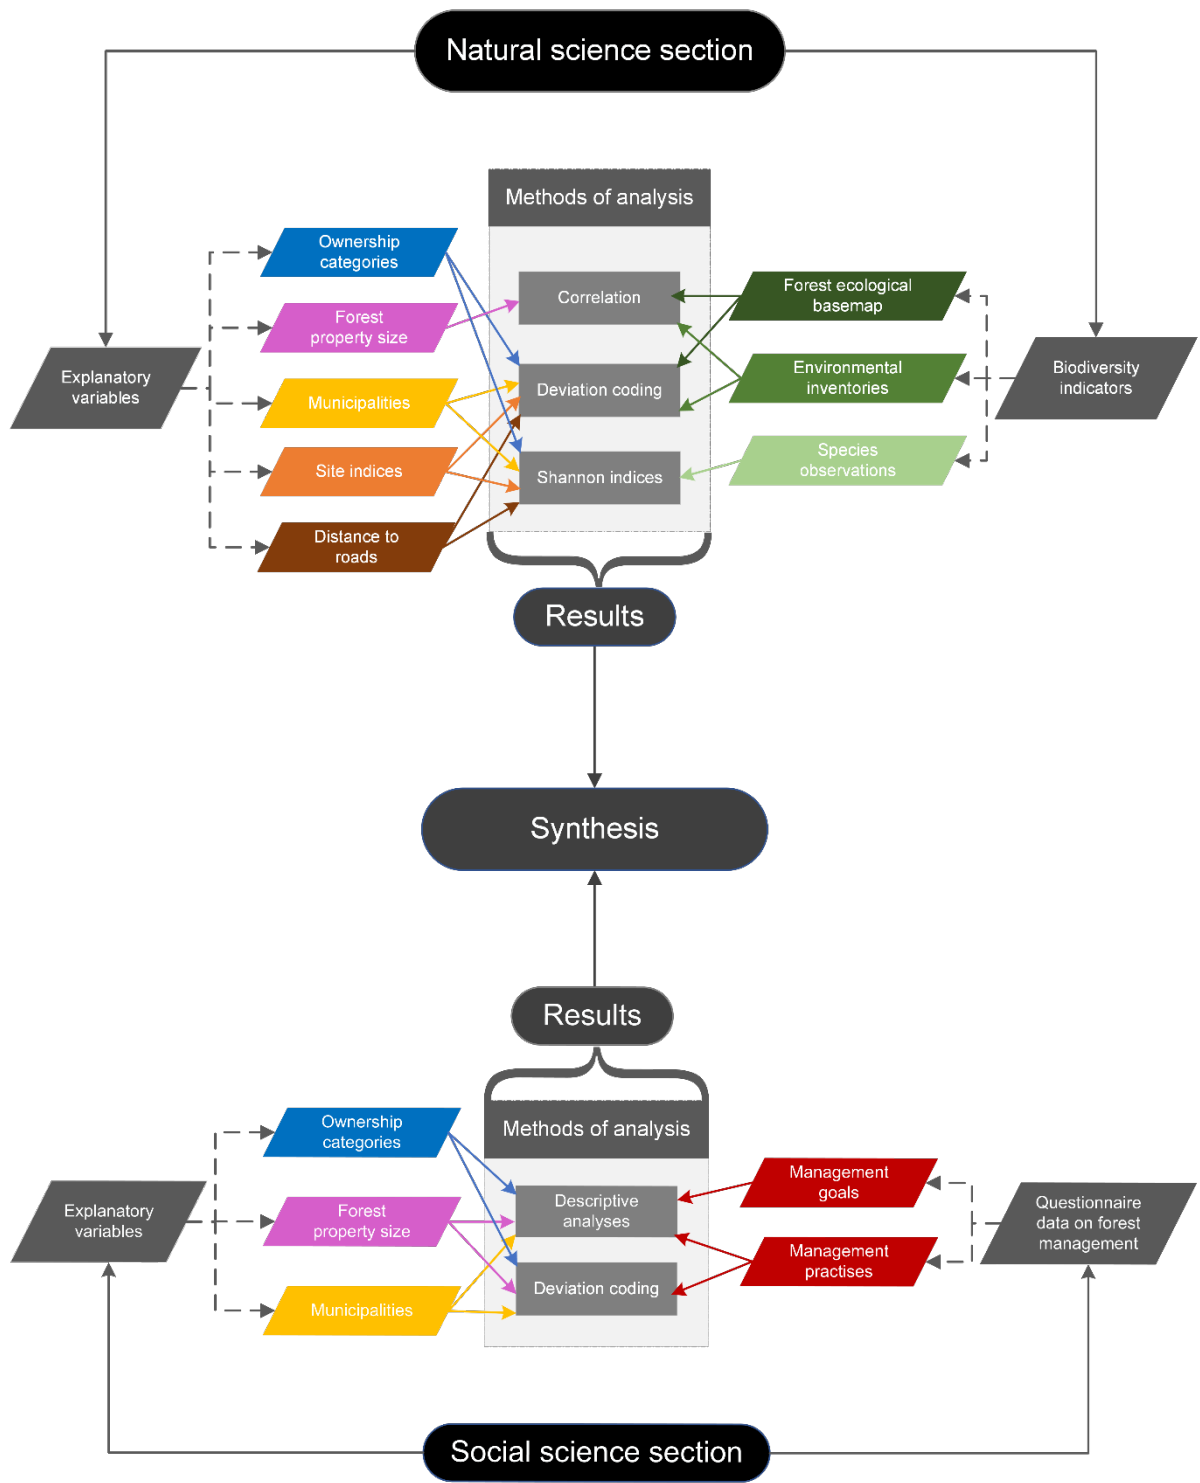 Natural science section
Methods of analysis
Ownership
categories
Forest
property size
Municipalities
Site indices
Distance to
roads
Explanatory
variables
Correlation
Deviation coding
Shannon indices
Forest ecological
basemap
Environmental
inventories
Species
observations
Biodiversity
indicators
Results
Synthesis
Results
Methods of analysis
Ownership
categories
Forest
property size
Municipalities
Explanatory
variables
Descriptive
analyses
Deviation coding
Management
goals
Management
practises
Questionnaire
data on forest
management
Social science section